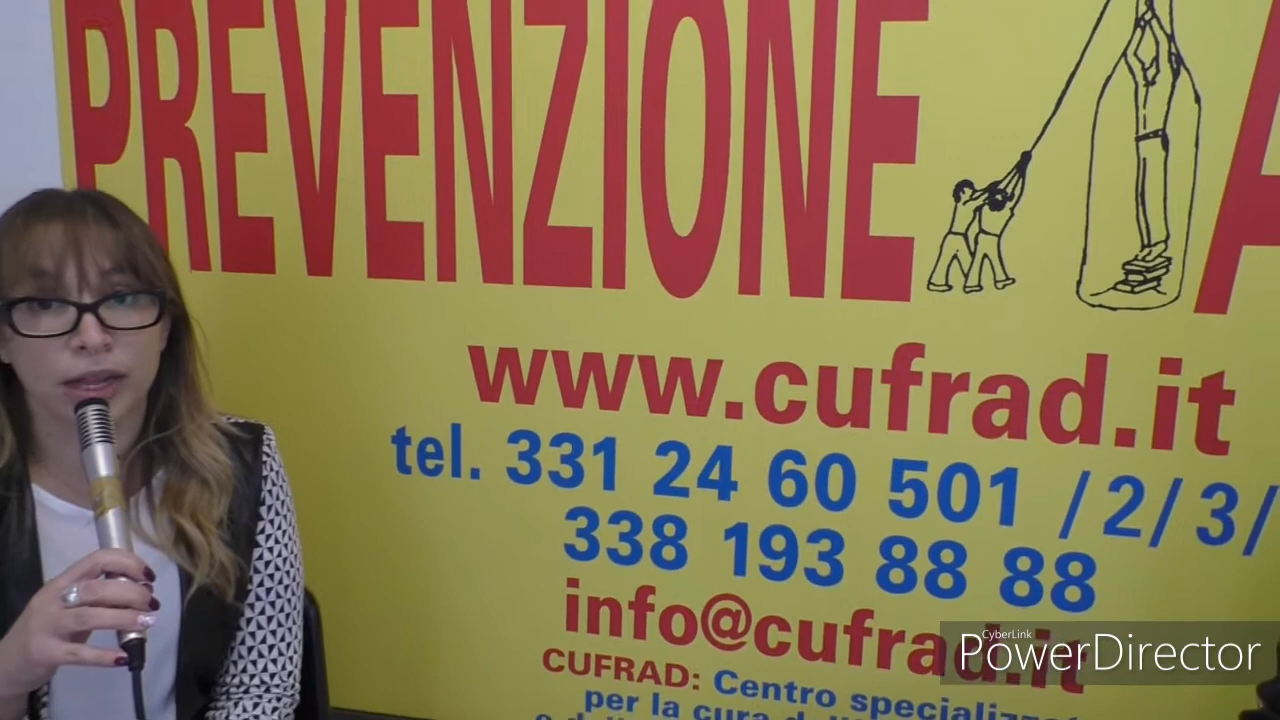 PREVENZIONE A
www.cufrad.it
tel. 331 24 60 501 /2/3/
338 193 88 88
info@cufrad.it
CyberLink
PowerDirector
CUFRAD: Centro specializzat
per la cura